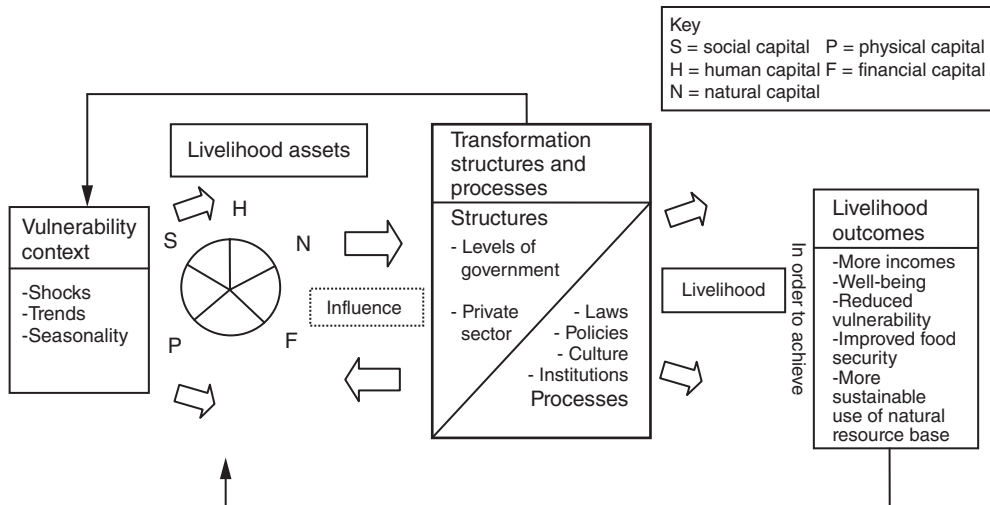 Key
S = social capital P = physical capital
H = human capital F = financial capital
N = natural capital
Livelihood assets
Vulnerability
context
-Shocks
-Trends
-Seasonality
H
S
N
P
F
Influence
Transformation
structures and
processes
Structures
- Levels of
government
- Private
sector
- Laws
- Policies
- Culture
- Institutions
Processes
Livelihood
In order to achieve
Livelihood
outcomes
-More incomes
-Well-being
-Reduced
vulnerability
-Improved food
security
-More
sustainable
use of natural
resource base